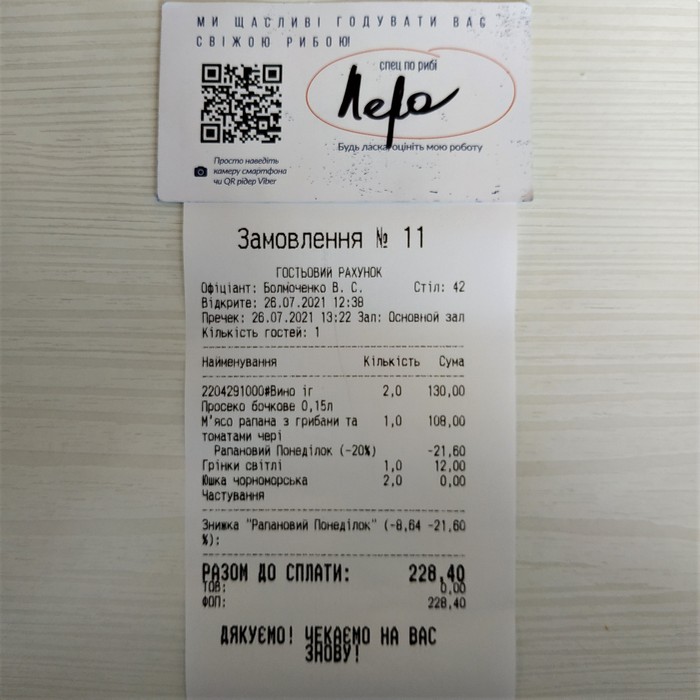 МИ ЩАСЛИВІ ГОДУВАТИ ВАС
СВІЖОЮ РИБОЮ!
спец по рибі
Лера
Будь ласка, оцініть мою роботу
Просто наведіть
камеру смартфона
чи QR рідер Viber
Замовлення № 11
ГОСТЬОВИЙ РАХУНОК
Офіціант: Болмоченко В. С. Стіл: 42
Відкрите: 26.07.2021 12:38
Пречек: 26.07.2021 13:22 Зал: Основной зал
Кількість гостей: 1
Найменування Кількість Сума
2204291000#Вино іг 2,0 130,00
Просеко бочкове 0,15л
М'ясо рапана з грибами та 1,0 108,00
томатами чері
Рапановий Понеділок (-20%) -21,60
Грінки світлі 1,0 12,00
Юшка чорноморська 2,0 0,00
Частування
Знижка "Рапановий Понеділок" (-8,64 -21,60
%):
РАЗОМ ДО СПЛАТИ: 228,40
ТОВ: 0,00
ФОП: 228,40
ДЯКУЄМО! ЧЕКАЄМО НА ВАС
ЗНОВУ!